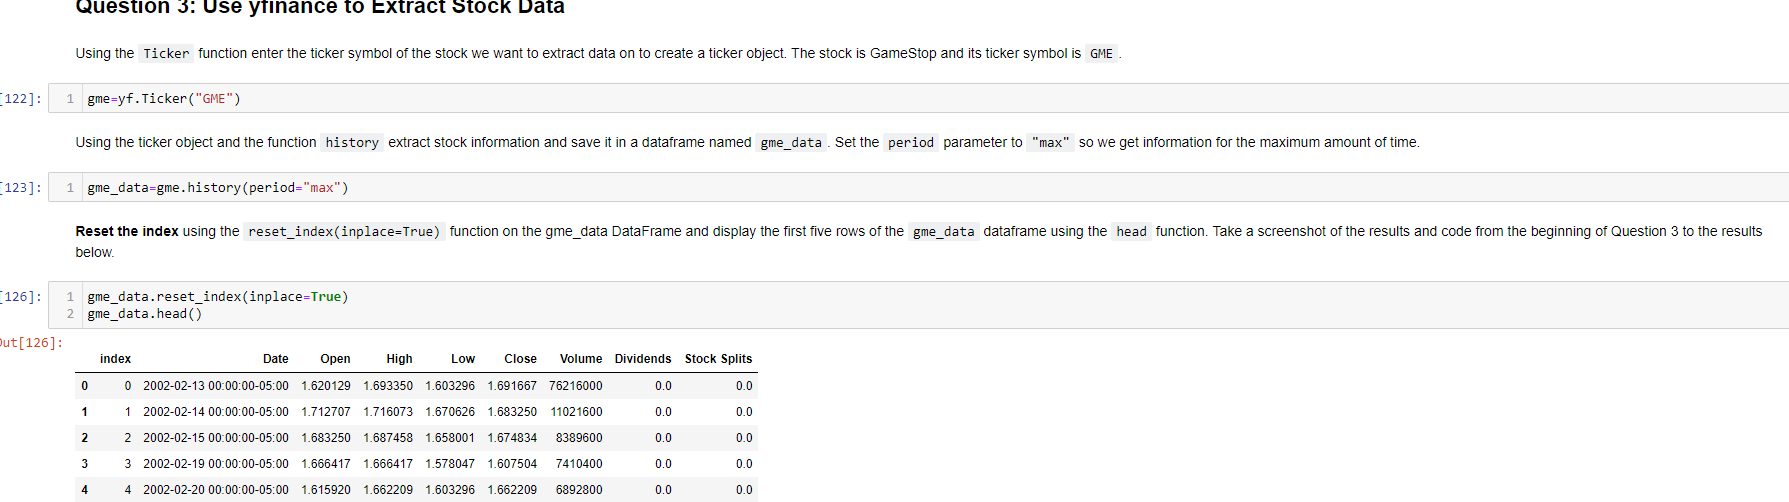 Question 3: Use yfinance to Extract Stock Data
Using the Ticker function enter the ticker symbol of the stock we want to extract data on to create a ticker object. The stock is GameStop and its ticker symbol is GME .
[122]: 1 gme=yf.Ticker("GME")
Using the ticker object and the function history extract stock information and save it in a dataframe named gme_data . Set the period parameter to "max" so we get information for the maximum amount of time.
[123]: 1 gme_data=gme.history(period="max")
Reset the index using the reset_index(inplace=True) function on the gme_data DataFrame and display the first five rows of the gme_data dataframe using the head function. Take a screenshot of the results and code from the beginning of Question 3 to the results
below.
[126]: 1 gme_data.reset_index(inplace=True)
2 gme_data.head()
Out[126]:
index Date Open High Low Close Volume Dividends Stock Splits
0 0 2002-02-13 00:00:00-05:00 1.620129 1.693350 1.603296 1.691667 76216000 0.0 0.0
1 1 2002-02-14 00:00:00-05:00 1.712707 1.716073 1.670626 1.683250 11021600 0.0 0.0
2 2 2002-02-15 00:00:00-05:00 1.683250 1.687458 1.658001 1.674834 8389600 0.0 0.0
3 3 2002-02-19 00:00:00-05:00 1.666417 1.666417 1.578047 1.607504 7410400 0.0 0.0
4 4 2002-02-20 00:00:00-05:00 1.615920 1.662209 1.603296 1.662209 6892800 0.0 0.0